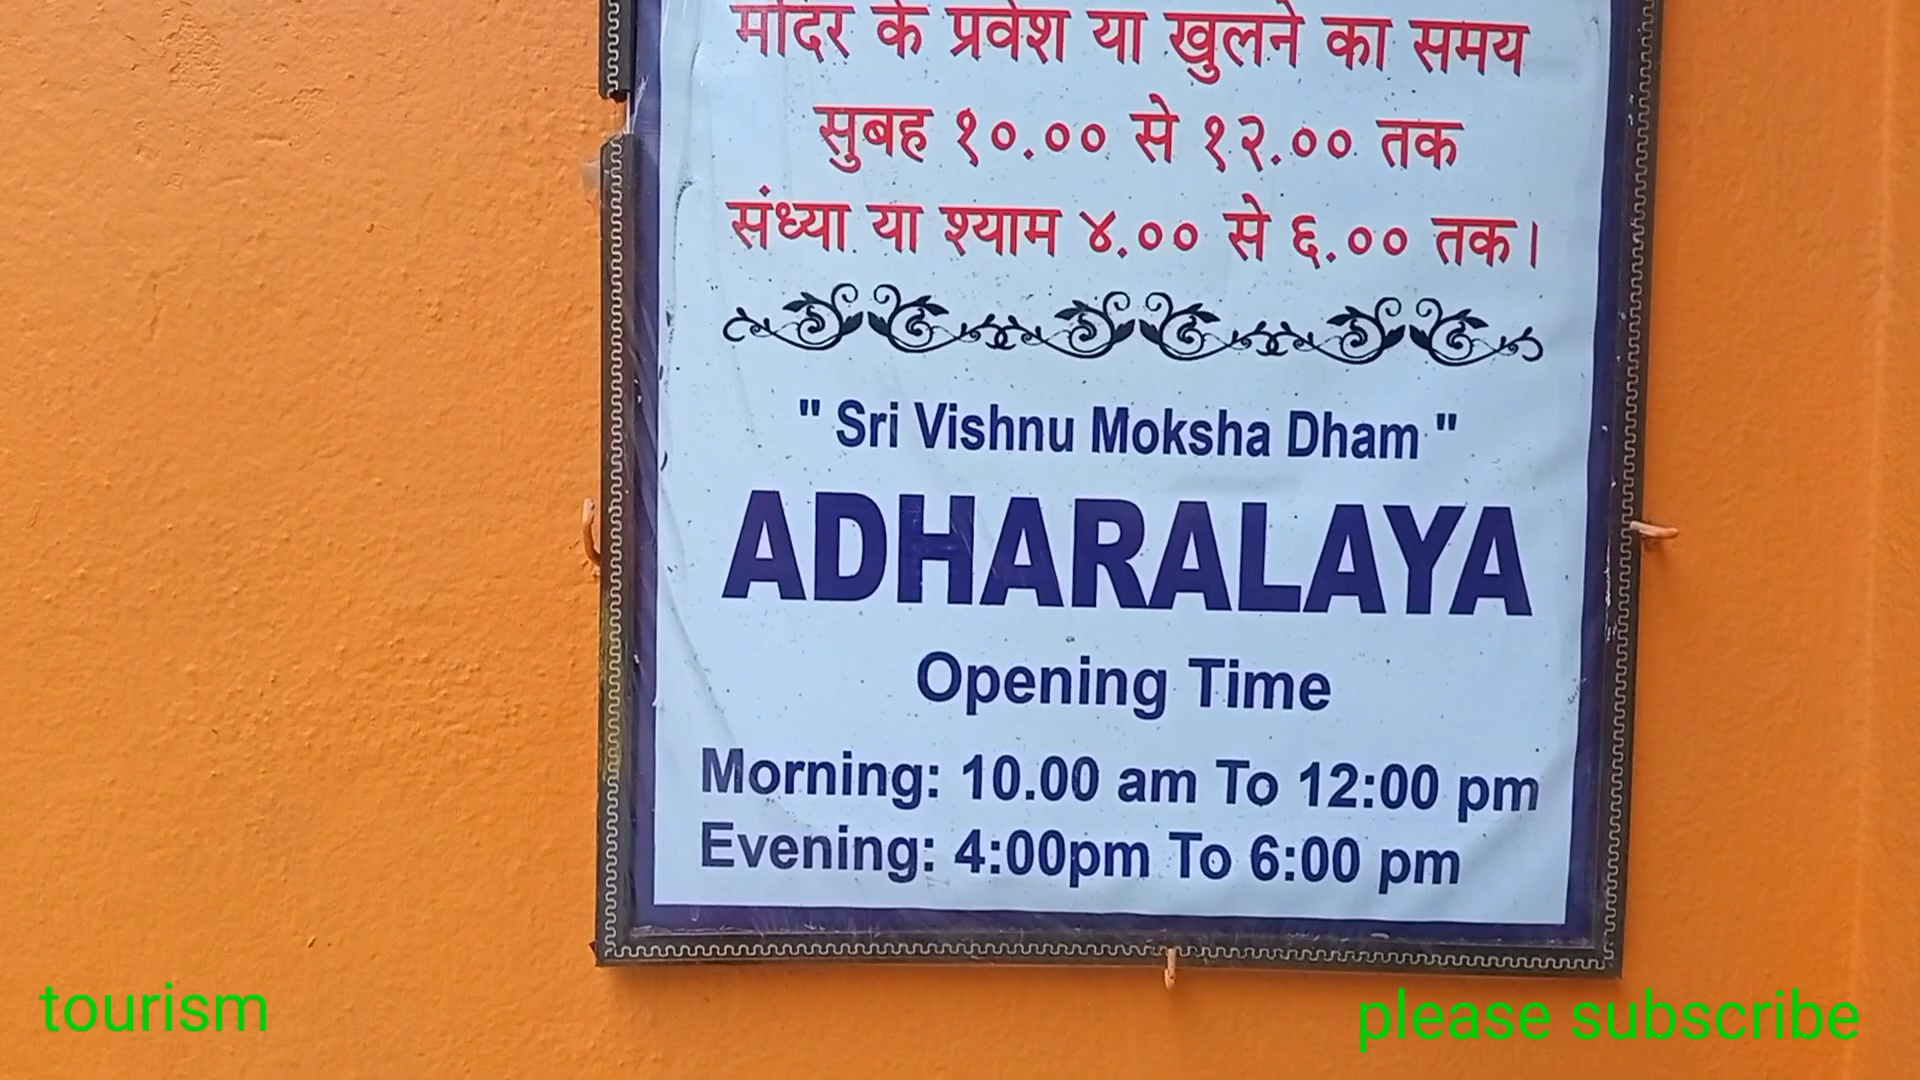 मंदिर के प्रवेश या खुलने का समय
सुबह १०.०० से १२.०० तक
संध्या या श्याम ४.०० से ६.०० तक।
" Sri Vishnu Moksha Dham "
ADHARALAYA
Opening Time
Morning: 10.00 am To 12:00 pm
Evening: 4:00pm To 6:00 pm
tourism
please subscribe